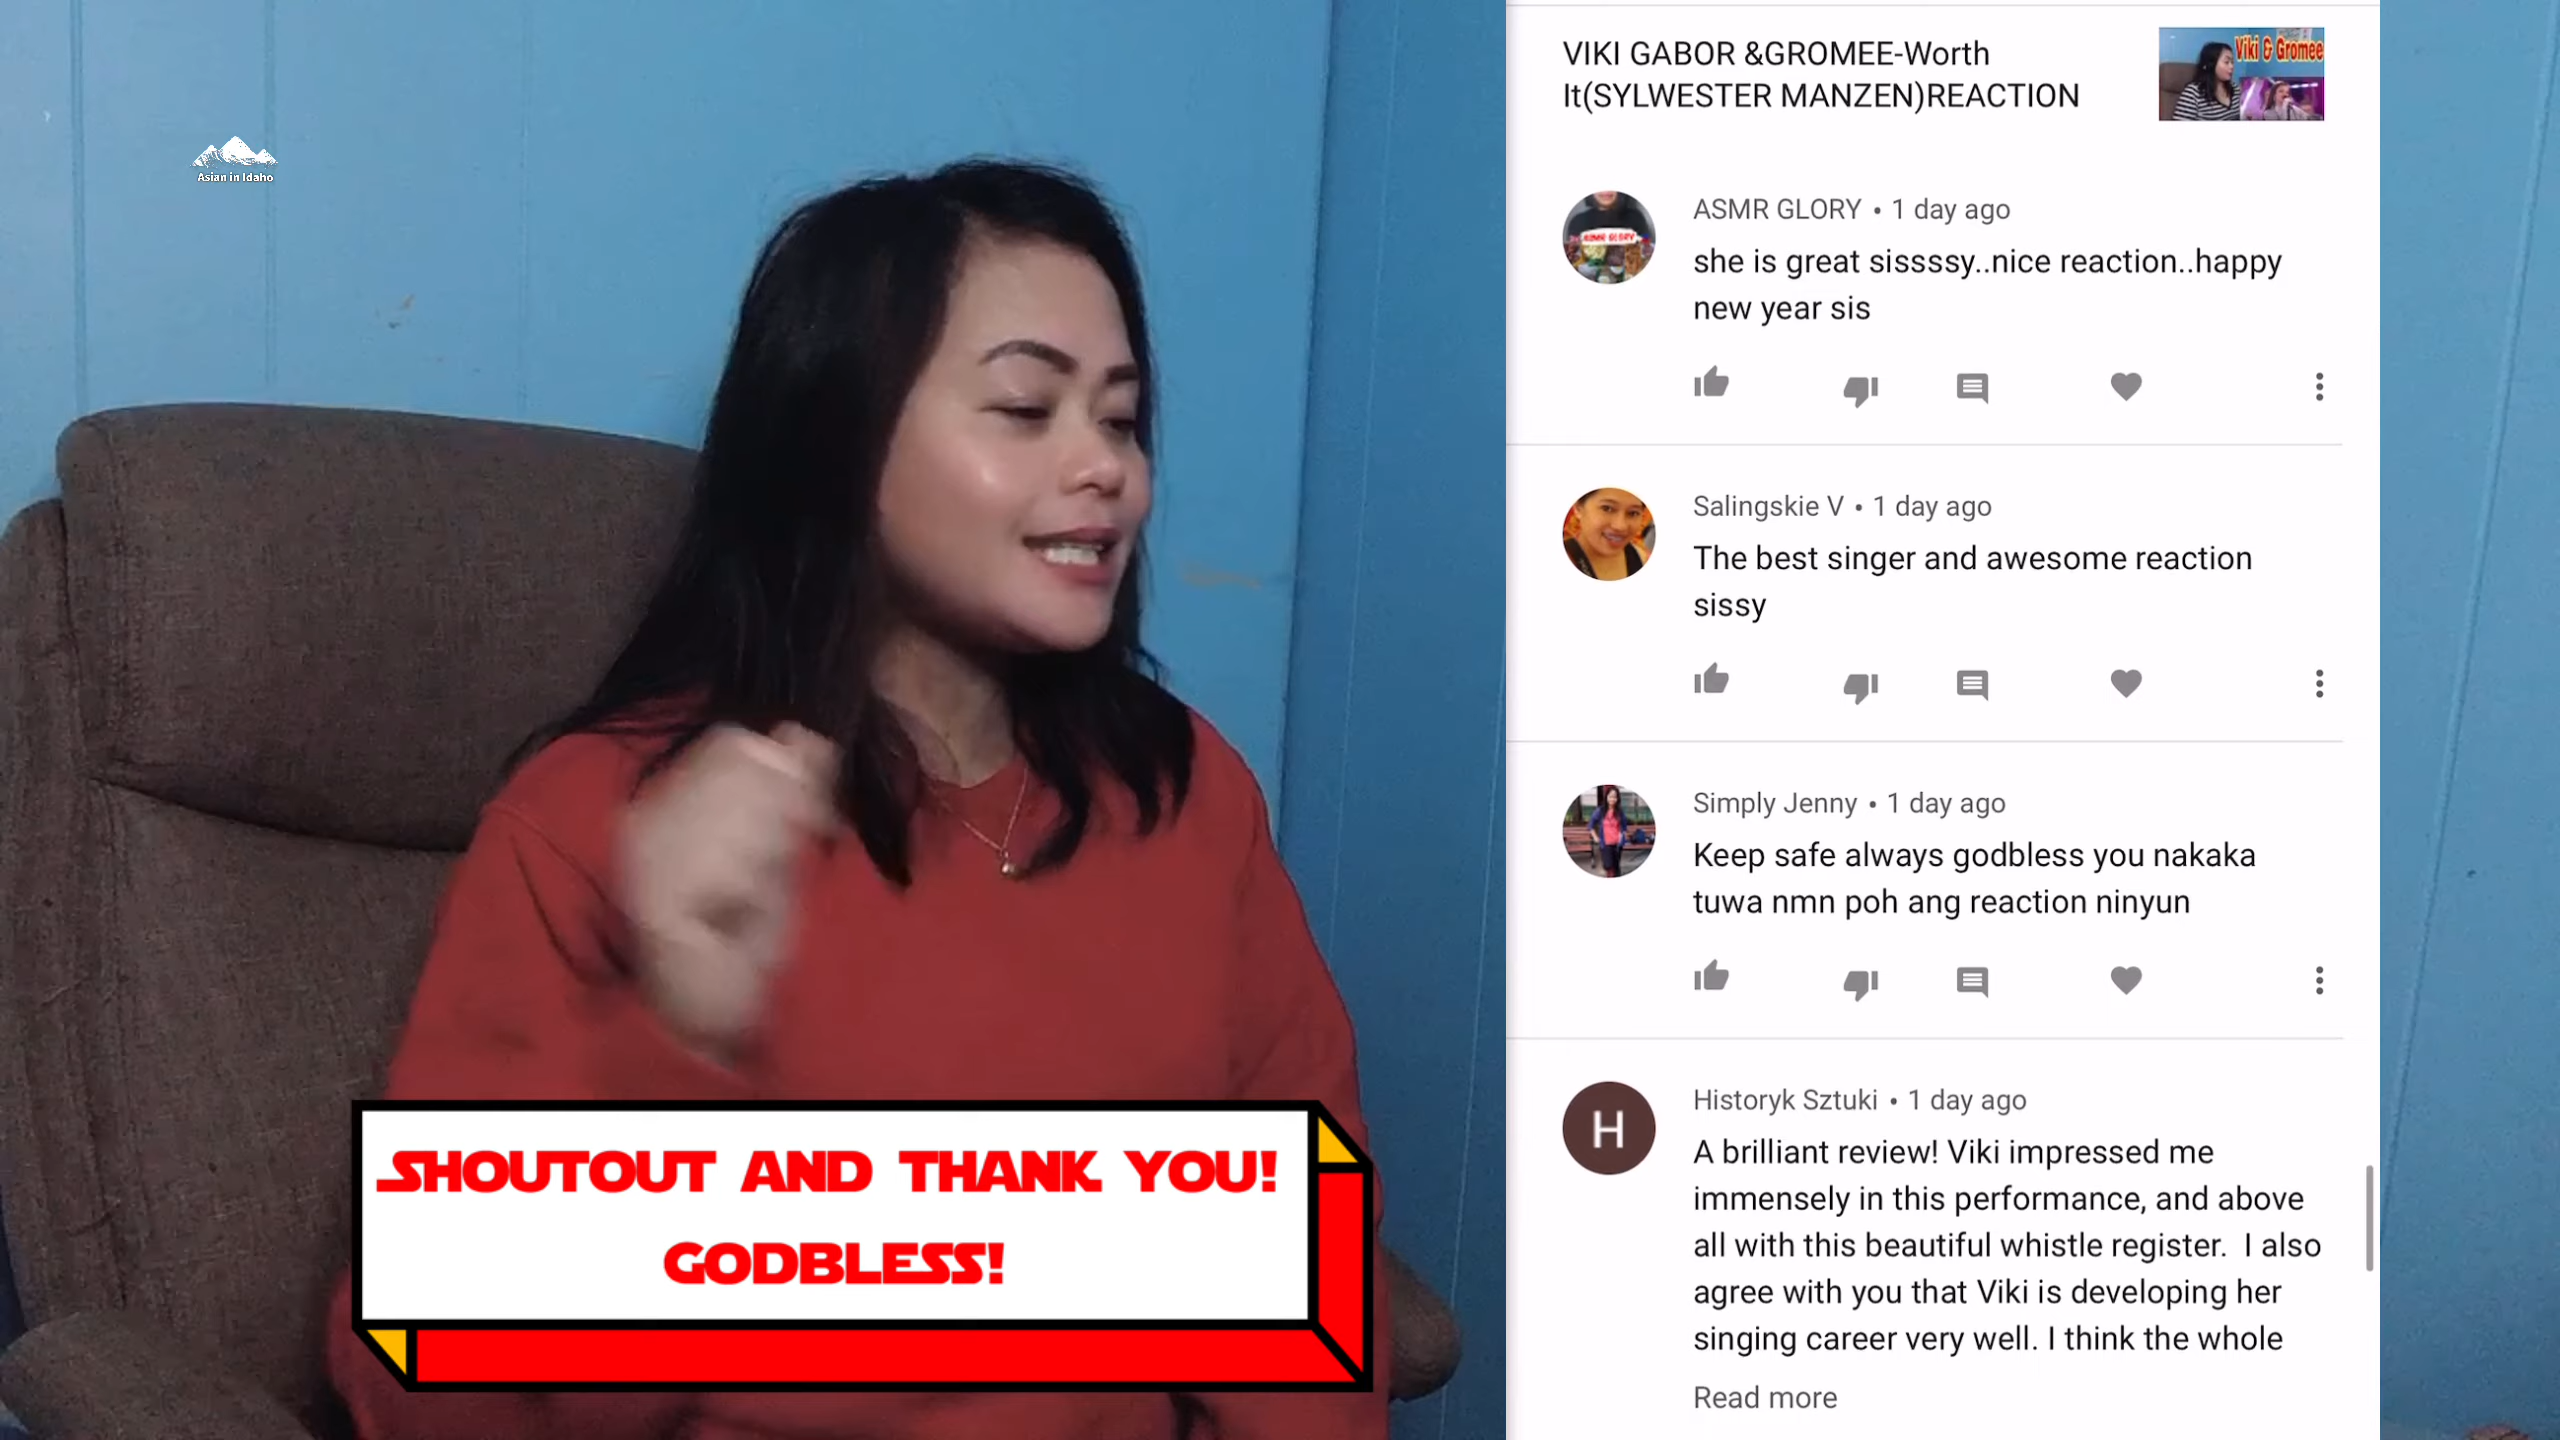 Asian in Idaho
SHOUTOUT AND THANK YOU!
GODBLESS!
VIKI GABOR &GROMEE-Worth
It(SYLWESTER MANZEN)REACTION
Viki & Gromee
ASMR GLORY • 1 day ago
ASMR GLORY
she is great sissssy..nice reaction..happy
new year sis
Salingskie V • 1 day ago
The best singer and awesome reaction
sissy
Simply Jenny • 1 day ago
Keep safe always godbless you nakaka
tuwa nmn poh ang reaction ninyun
H
Historyk Sztuki • 1 day ago
A brilliant review! Viki impressed me
immensely in this performance, and above
all with this beautiful whistle register.  I also
agree with you that Viki is developing her
singing career very well. I think the whole
Read more